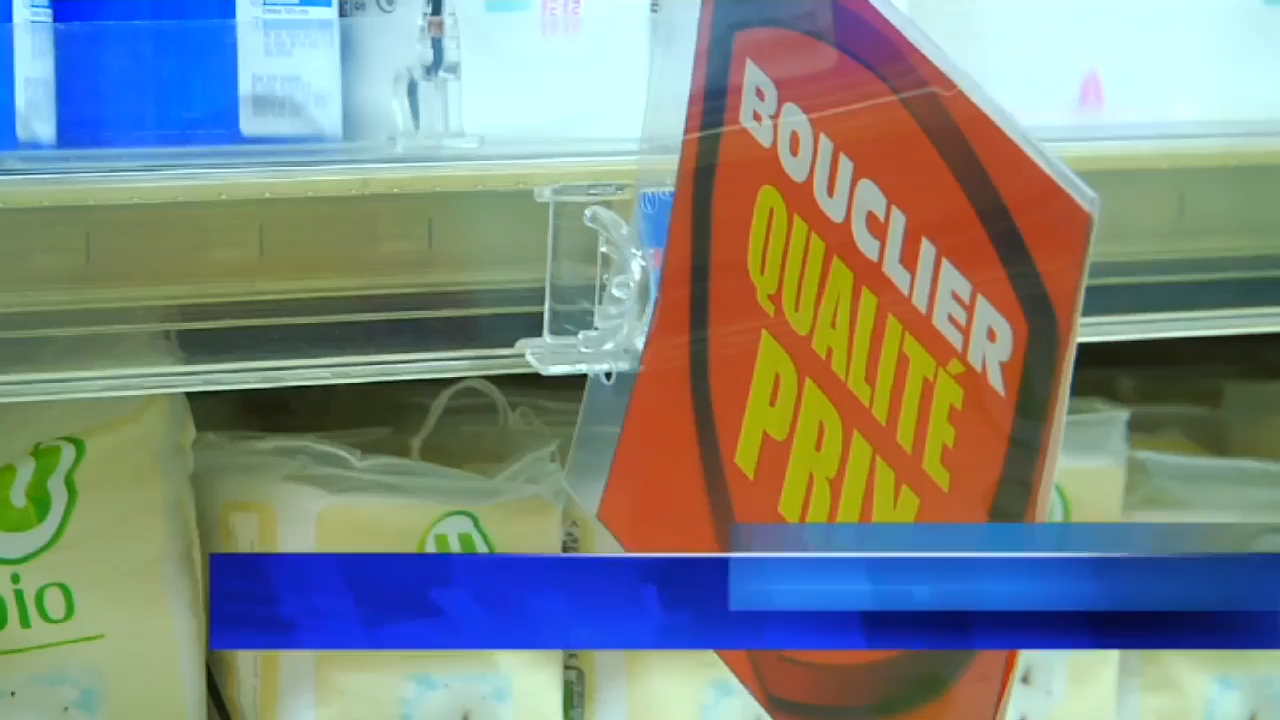 BOUCLIER
QUALITÉ
PRIX
U
bio
U